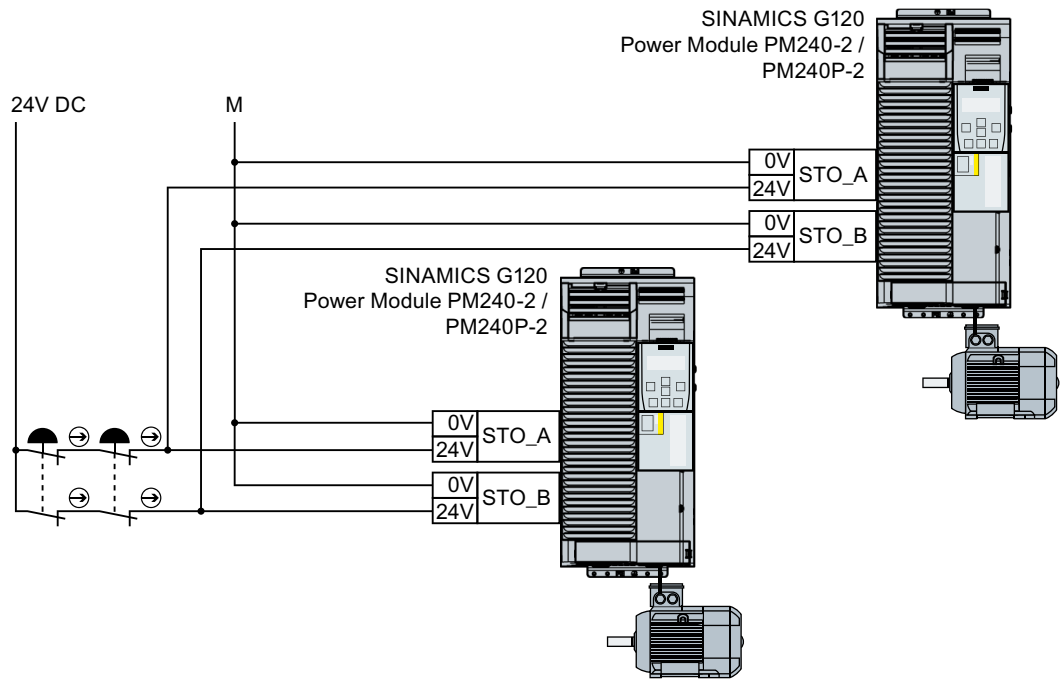 SINAMICS G120
Power Module PM240-2 /
PM240P-2
24V DC
M
0V
STO_A
24V
0V
STO_B
24V
SINAMICS G120
Power Module PM240-2 /
PM240P-2
0V
STO_A
24V
0V
STO_B
24V